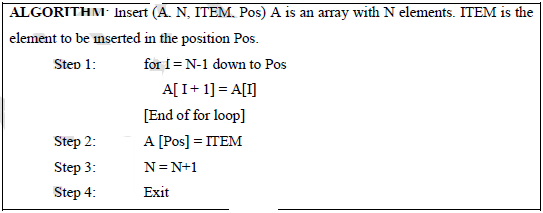 ALGORITHM: Insert (A, N, ITEM, Pos) A is an array with N elements. ITEM is the
element to be inserted in the position Pos.
Step 1: for I = N-1 down to Pos
A[ I + 1] = A[I]
[End of for loop]
Step 2: A [Pos] = ITEM
Step 3: N = N+1
Step 4: Exit